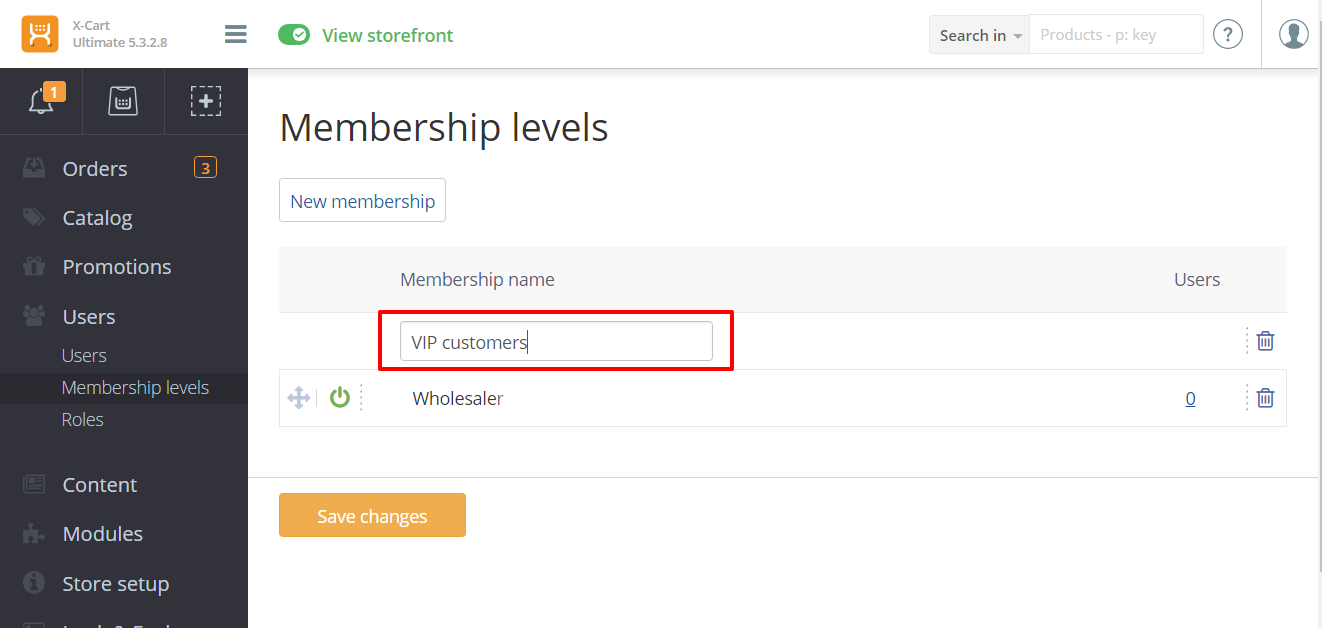 X-Cart
Ultimate 5.3.2.8
View storefront
Search in
Products - p: key
?
1
Orders
3
Catalog
Promotions
Users
Users
Membership levels
Roles
Content
Modules
Store setup
Membership levels
New membership
Membership name
Users
VIP customers
Wholesaler
0
Save changes